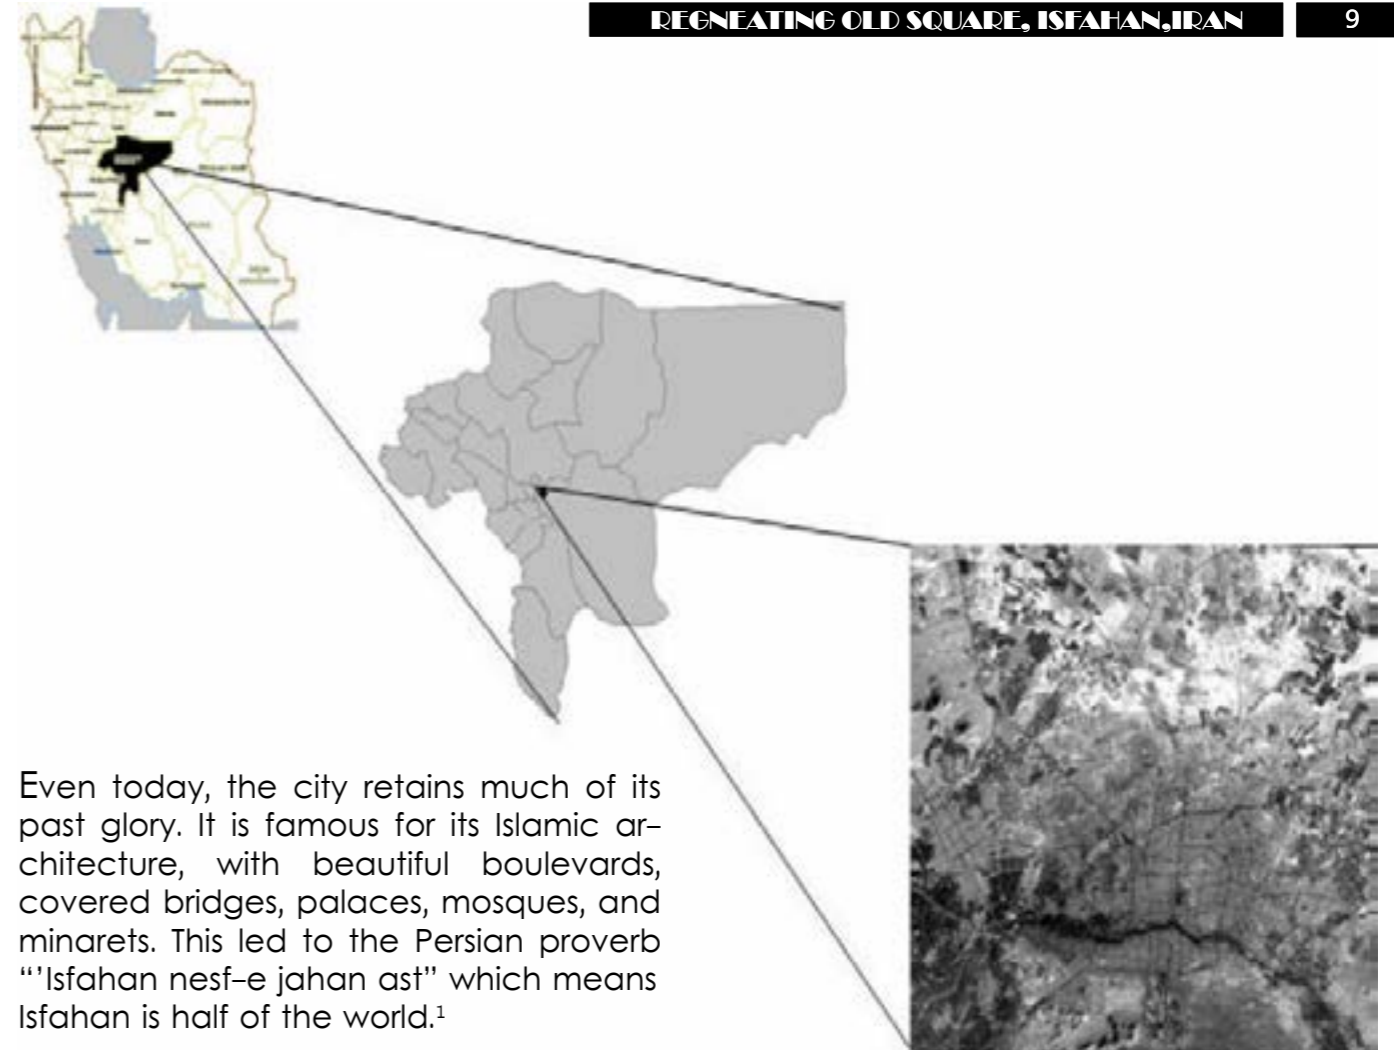 REGNEATING OLD SQUARE, ISFAHAN,IRAN
9
Even today, the city retains much of its
past glory. It is famous for its Islamic ar-
chitecture, with beautiful boulevards,
covered bridges, palaces, mosques, and
minarets. This led to the Persian proverb
“’Isfahan nesf-e jahan ast” which means
Isfahan is half of the world.1